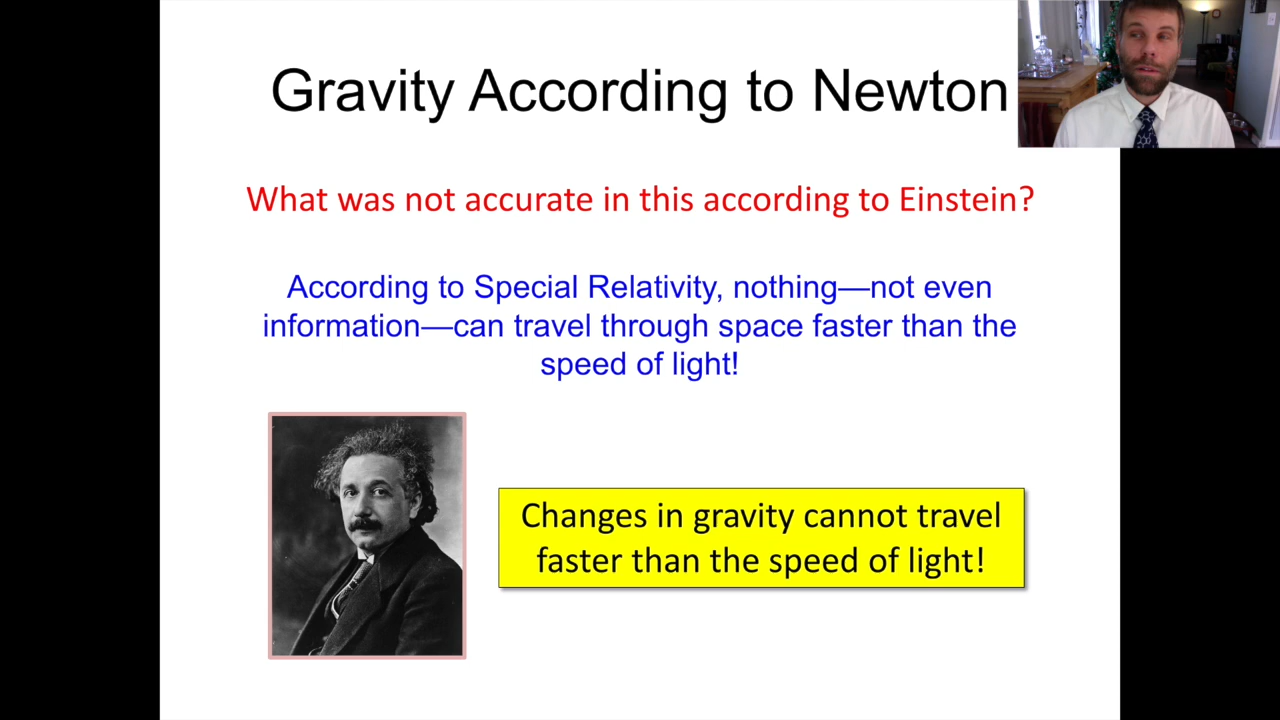 Gravity According to Newton
What was not accurate in this according to Einstein?
According to Special Relativity, nothing—not even
information—can travel through space faster than the
speed of light!
Changes in gravity cannot travel
faster than the speed of light!